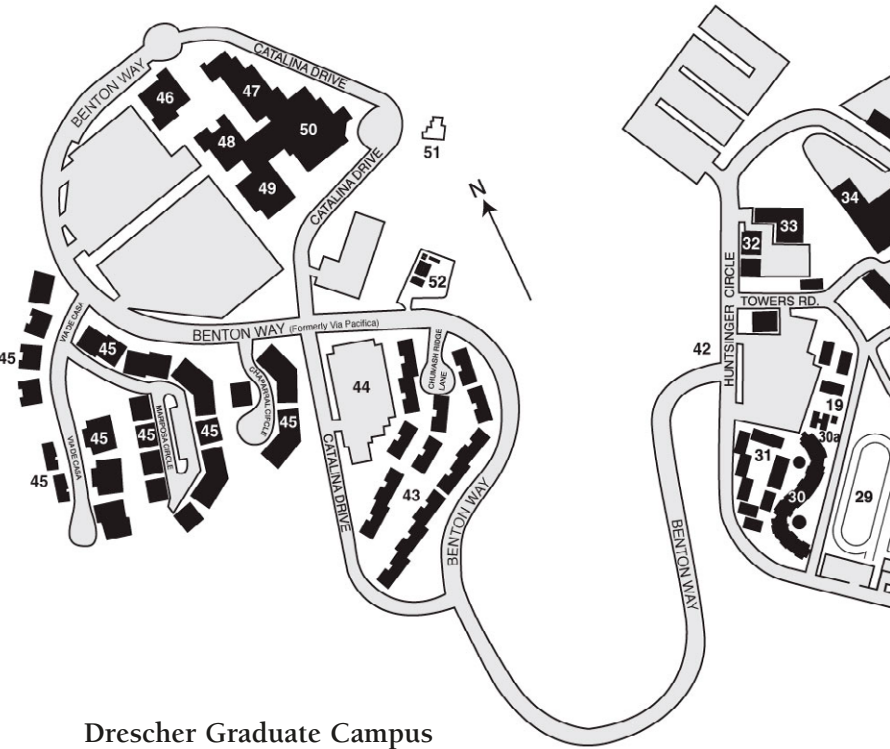 BENTON WAY
CATALINA DRIVE
46
47
48
50
49
51
CATALINA DRIVE
N
34
33
32
52
HUNTSINGER CIRCLE
TOWERS RD.
VIA DE CASA
BENTON WAY (Formerly Via Pacifica)
45
45
CHAPARRAL CIRCLE
CHUMASH RIDGE
LANE
44
42
19
30a
45
45
45
45
MARIPOSA CIRCLE
VIA DE CASA
45
CATALINA DRIVE
43
BENTON WAY
31
30
29
BENTON WAY
Drescher Graduate Campus